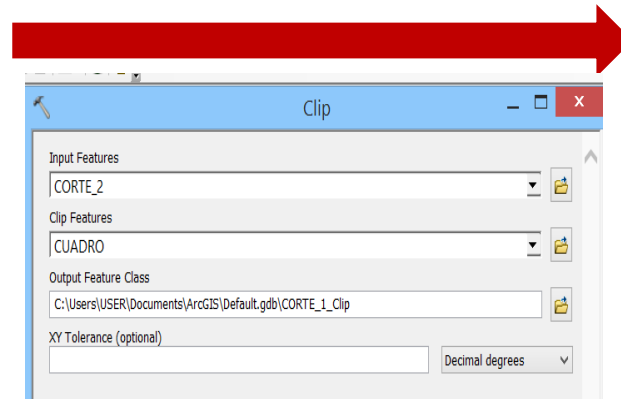 Clip
Input Features
CORTE_2
Clip Features
CUADRO
Output Feature Class
C:\Users\USER\Documents\ArcGIS\Default.gdb\CORTE_1_Clip
XY Tolerance (optional)
Decimal degrees